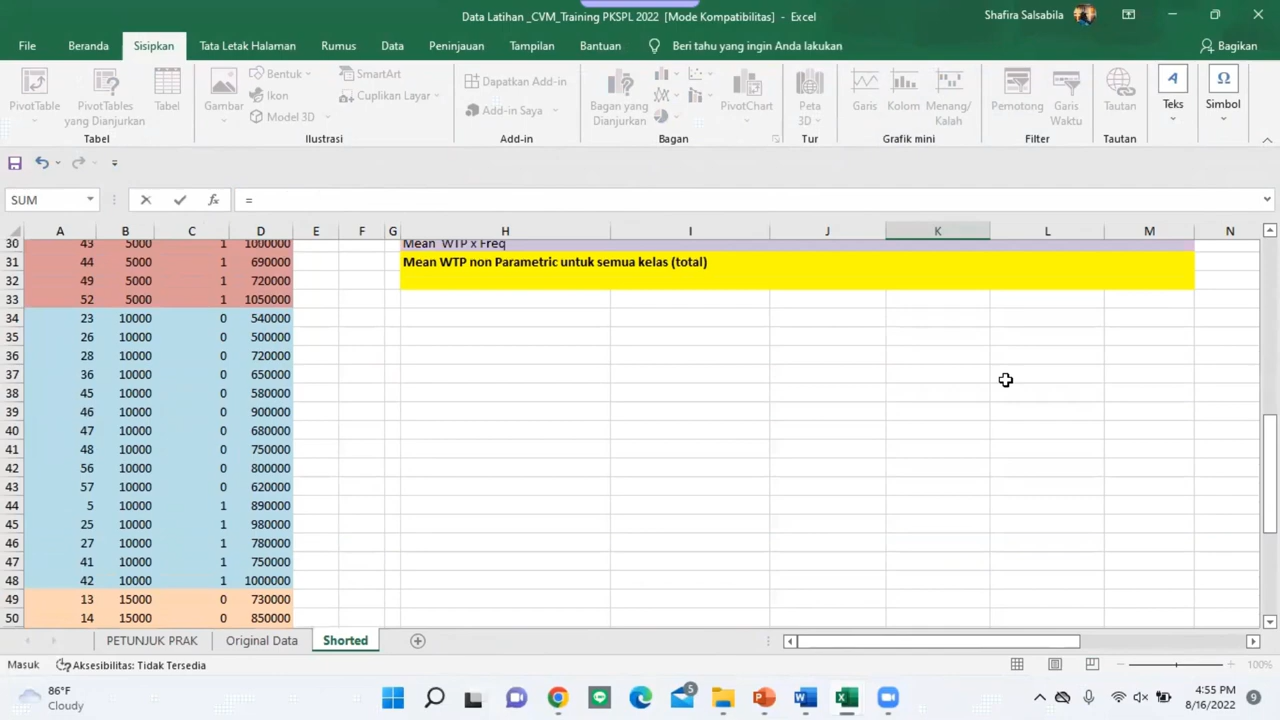 Data Latihan _CVM_Training PKSPL 2022  [Mode Kompatibilitas]  -  Excel
Shafira Salsabila
File Beranda Sisipkan Tata Letak Halaman Rumus Data Peninjauan Tampilan Bantuan Beri tahu yang ingin Anda lakukan Bagikan
PivotTable PivotTables yang Dianjurkan Tabel
Tabel
Gambar Bentuk Ikon Model 3D SmartArt Cuplikan Layar
Ilustrasi
Dapatkan Add-in Add-in Saya
Add-in
Bagan yang Dianjurkan PivotChart
Bagan
Peta 3D
Tur
Garis Kolom Menang/ Kalah
Grafik mini
Pemotong Garis Waktu
Filter
Tautan
Tautan
A Teks
Ω Simbol
SUM fx =
A B C D E F G H I J K L M N
30 43 5000 1 1000000 Mean  WTP x Freq
31 44 5000 1 690000 Mean WTP non Parametric untuk semua kelas (total)
32 49 5000 1 720000
33 52 5000 1 1050000
34 23 10000 0 540000
35 26 10000 0 500000
36 28 10000 0 720000
37 36 10000 0 650000
38 45 10000 0 580000
39 46 10000 0 900000
40 47 10000 0 680000
41 48 10000 0 750000
42 56 10000 0 800000
43 57 10000 0 620000
44 5 10000 1 890000
45 25 10000 1 980000
46 27 10000 1 780000
47 41 10000 1 750000
48 42 10000 1 1000000
49 13 15000 0 730000
50 14 15000 0 850000
PETUNJUK PRAK Original Data Shorted
Masuk Aksesibilitas: Tidak Tersedia 100%
86°F
Cloudy
5
4:55 PM
8/16/2022
9